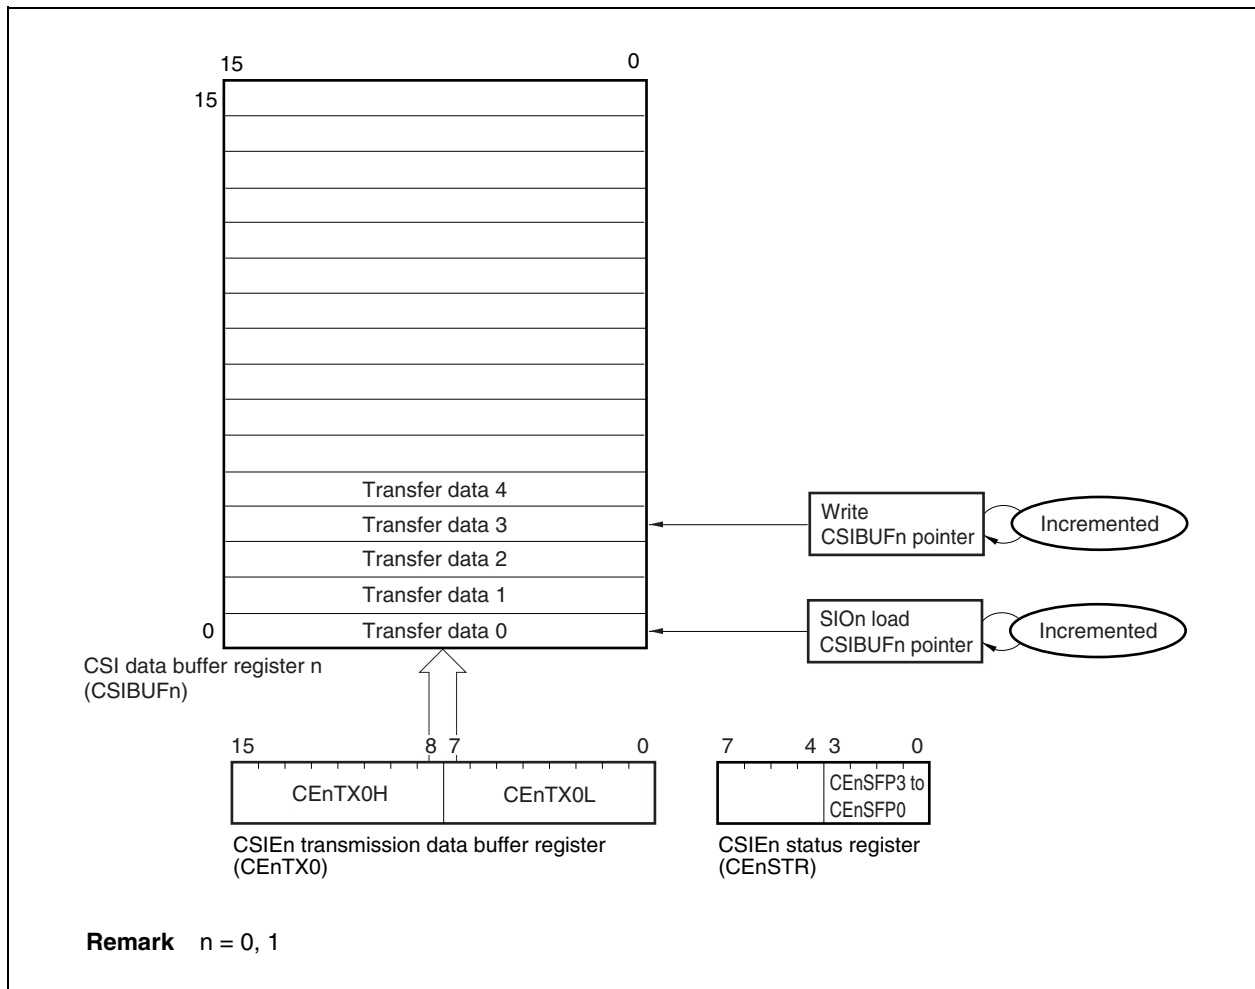 15 0
15
Transfer data 4
Transfer data 3
Transfer data 2
Transfer data 1
0 Transfer data 0
Write
CSIBUFn pointer
Incremented
SIOn load
CSIBUFn pointer
Incremented
CSI data buffer register n
(CSIBUFn)
15 8 7 0
CEnTX0H CEnTX0L
CSIEn transmission data buffer register
(CEnTX0)
7 4 3 0
CEnSFP3 to
CEnSFP0
CSIEn status register
(CEnSTR)
Remark n = 0, 1